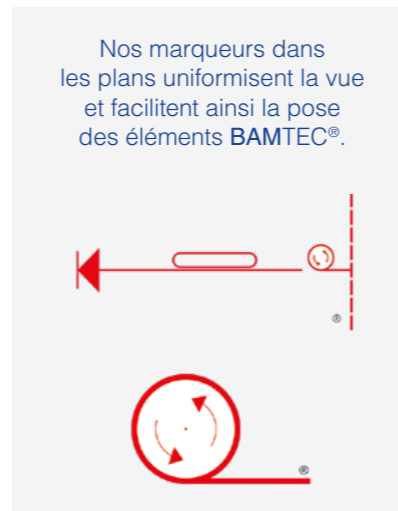 Nos marqueurs dans
les plans uniformisent la vue
et facilitent ainsi la pose
des éléments BAMTEC®.
®
®